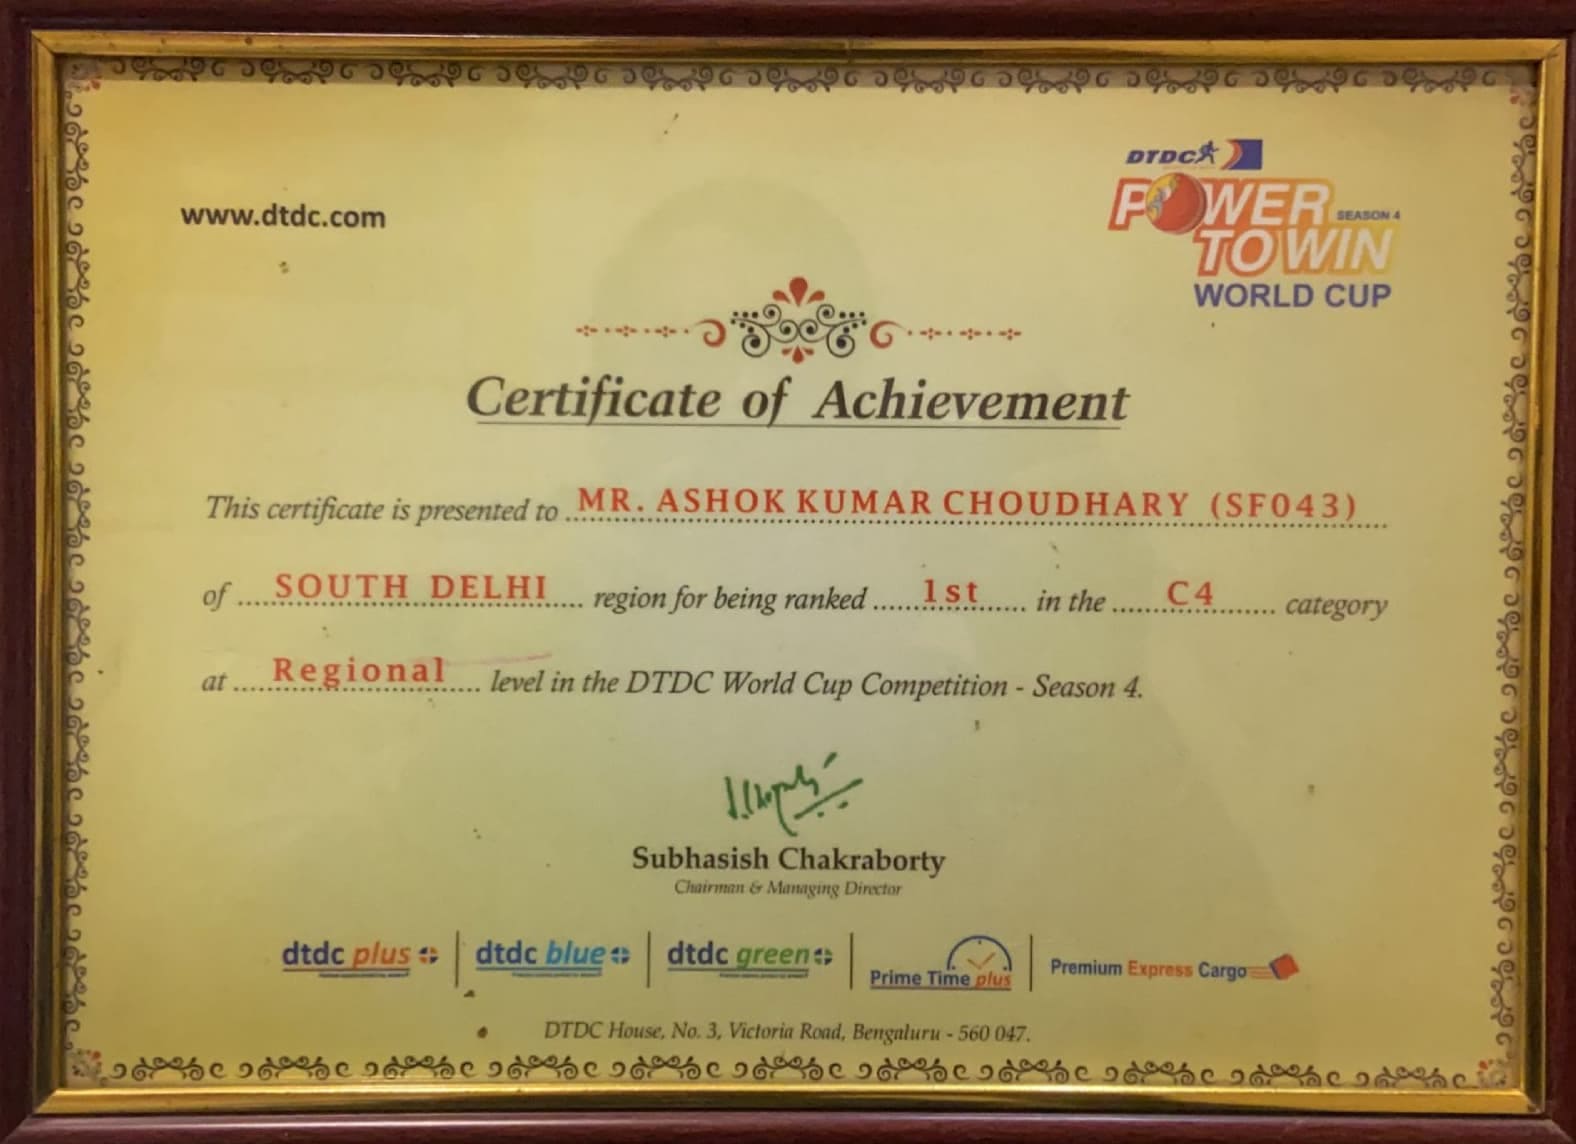 www.dtdc.com
DTDC
POWER
SEASON 4
TO WIN
WORLD CUP
Certificate of Achievement
This certificate is presented to MR. ASHOK KUMAR CHOUDHARY (SF043)
of SOUTH DELHI region for being ranked 1st in the C4 category
at Regional level in the DTDC World Cup Competition - Season 4.
Subhasish Chakraborty
Chairman & Managing Director
dtdc plus dtdc blue dtdc green Prime Time plus Premium Express Cargo
DTDC House, No. 3, Victoria Road, Bengaluru - 560 047.